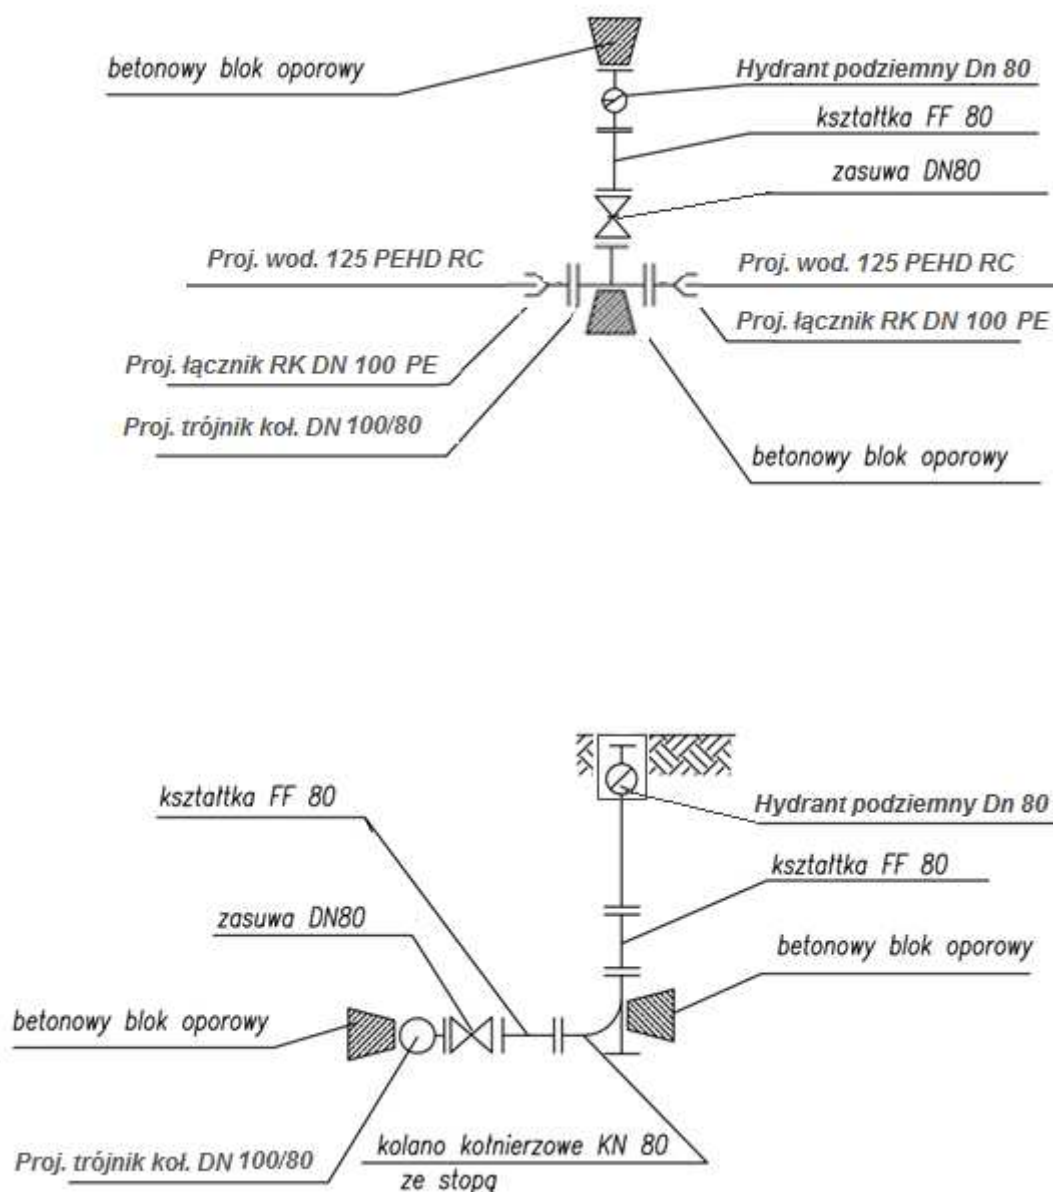 betonowy blok oporowy
Hydrant podziemny Dn 80
kształtka FF 80
zasuwa DN80
Proj. wod. 125 PEHD RC
Proj. wod. 125 PEHD RC
Proj. łącznik RK DN 100 PE
Proj. łącznik RK DN 100 PE
Proj. trójnik koł. DN 100/80
betonowy blok oporowy
kształtka FF 80
Hydrant podziemny Dn 80
kształtka FF 80
zasuwa DN80
betonowy blok oporowy
betonowy blok oporowy
Proj. trójnik koł. DN 100/80
kolano kołnierzowe KN 80
ze stopą